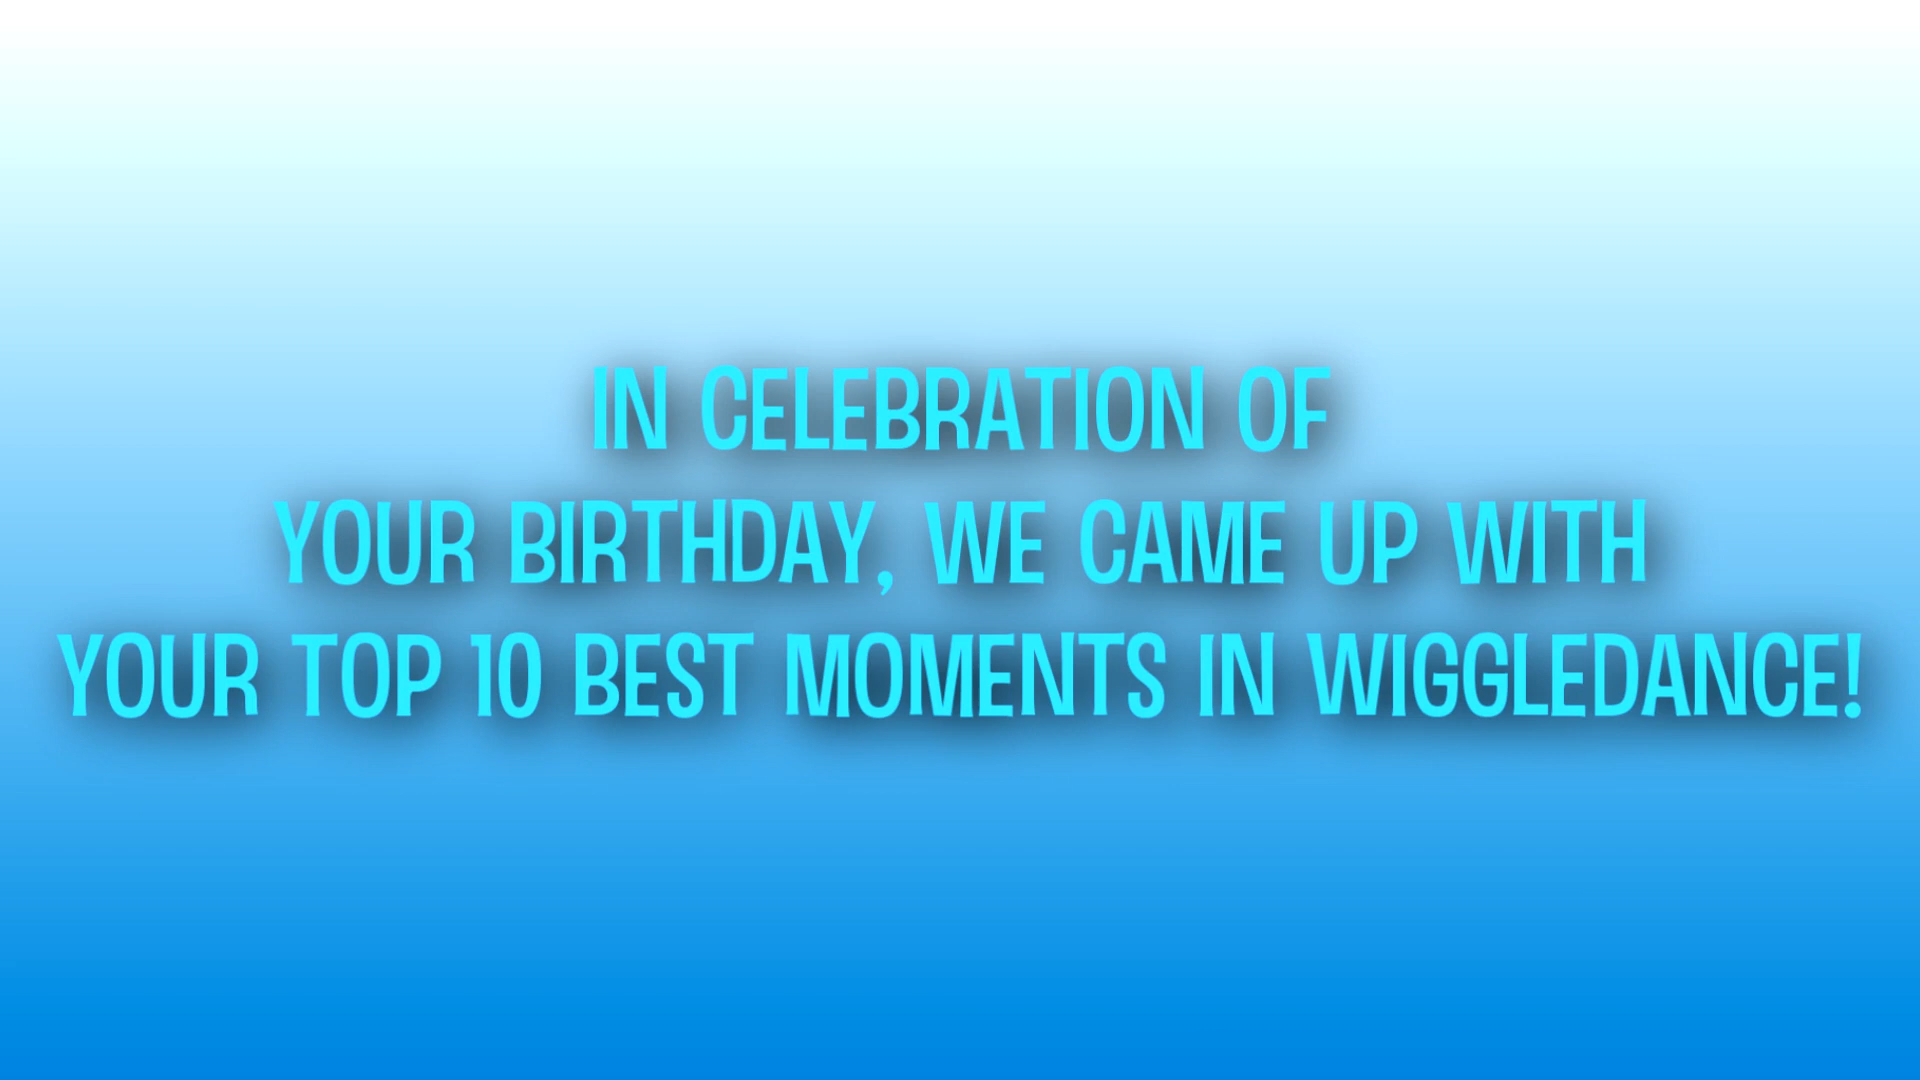 IN CELEBRATION OF
YOUR BIRTHDAY, WE CAME UP WITH
YOUR TOP 10 BEST MOMENTS IN WIGGLEDANCE!